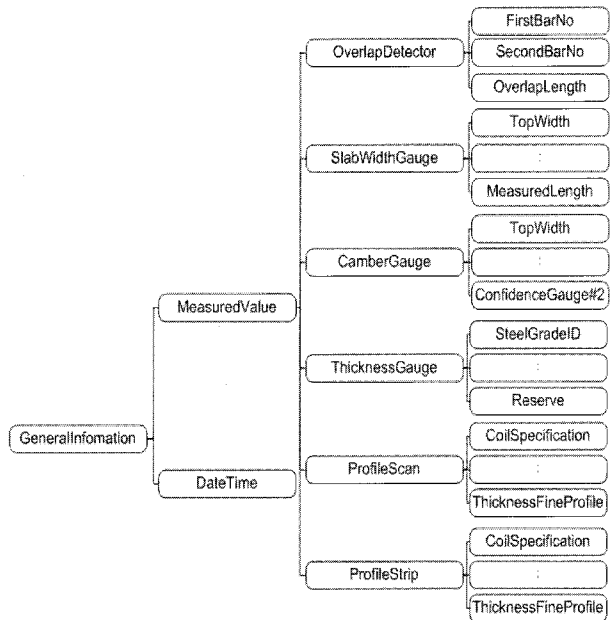 FirstBarNo
OverlapDetector
SecondBarNo
OverlapLength
TopWidth
SlabWidthGauge
:
MeasuredLength
TopWidth
CamberGauge
:
ConfidenceGauge#2
MeasuredValue
SteelGradeID
ThicknessGauge
:
Reserve
GeneralInfomation
CoilSpecification
DateTime
ProfileScan
:
ThicknessFineProfile
CoilSpecification
ProfileStrip
:
ThicknessFineProfile